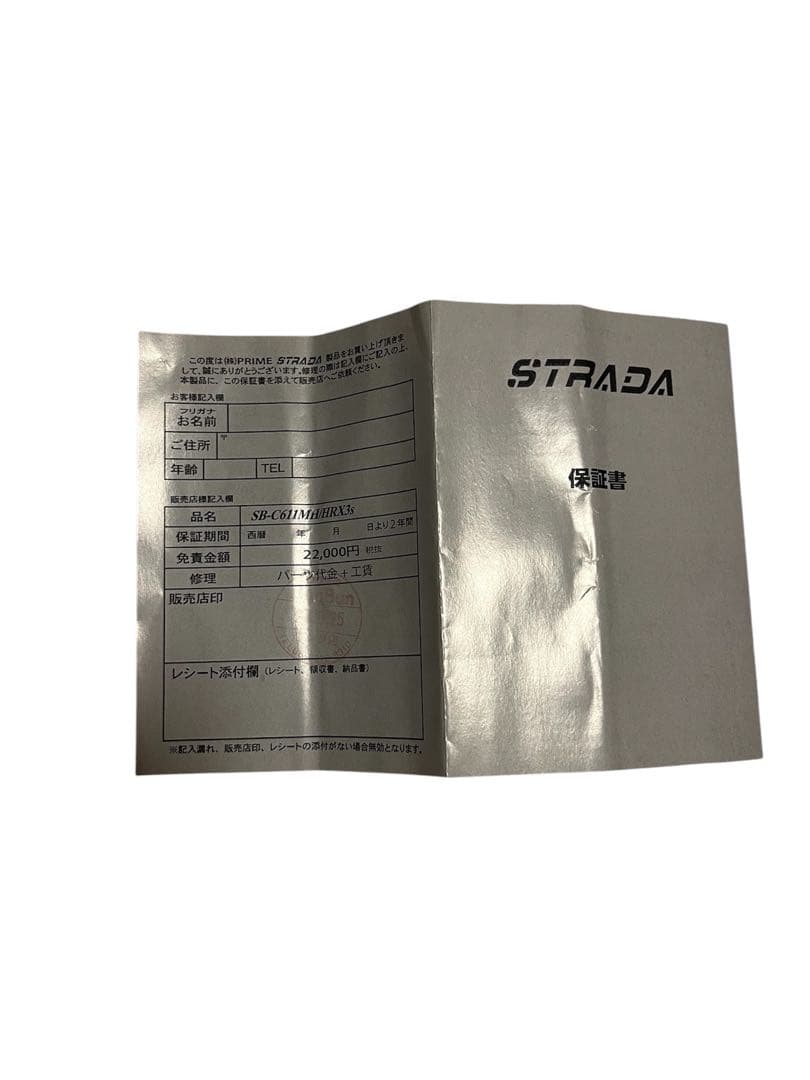 この度は(株)PRIME STRADA 製品をお買い上げ頂きま
して、誠にありがとうございます。修理の際は記入欄にご記入の上、
本製品に、この保証書を添えて販売店へご依頼ください。
お客様記入欄
フリガナ
お名前
ご住所 〒
年齢 TEL
販売店様記入欄
品名 SB-C611MH/HRX3s
保証期間 西暦 年 月 日より2年間
免責金額 22,000円 税抜
修理 パーツ代金+工賃
販売店印
レシート添付欄 (レシート、領収書、納品書)
※記入漏れ、販売店印、レシートの添付がない場合無効となります。
STRADA
保証書